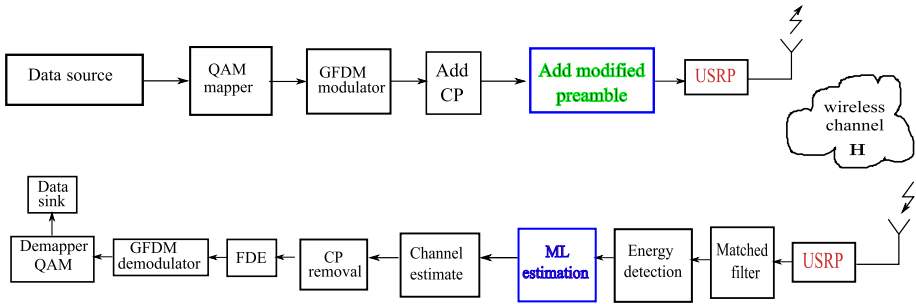 Data source
QAM
mapper
GFDM
modulator
Add
CP
Add modified
preamble
USRP
wireless
channel
H
Data
sink
Demapper
QAM
GFDM
demodulator
FDE
CP
removal
Channel
estimate
ML
estimation
Energy
detection
Matched
filter
USRP